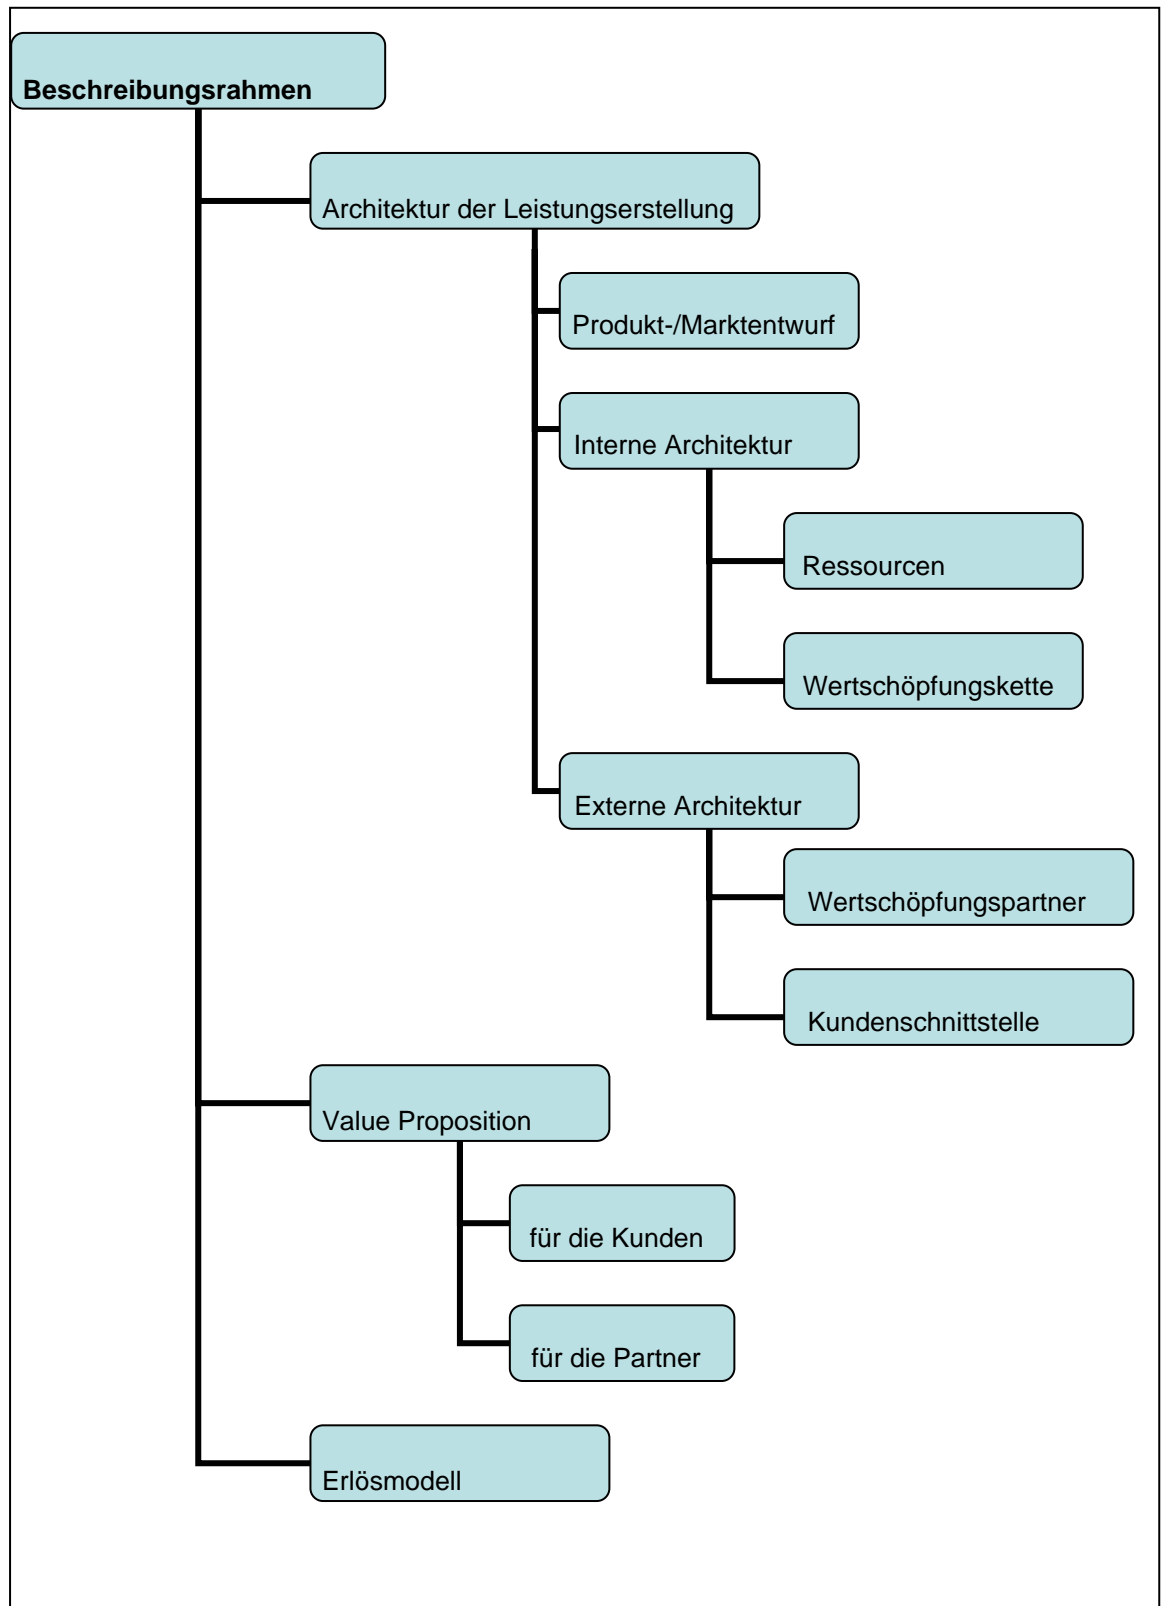 Beschreibungsrahmen
Architektur der Leistungserstellung
Produkt-/Marktentwurf
Interne Architektur
Ressourcen
Wertschöpfungskette
Externe Architektur
Wertschöpfungspartner
Kundenschnittstelle
Value Proposition
für die Kunden
für die Partner
Erlösmodell